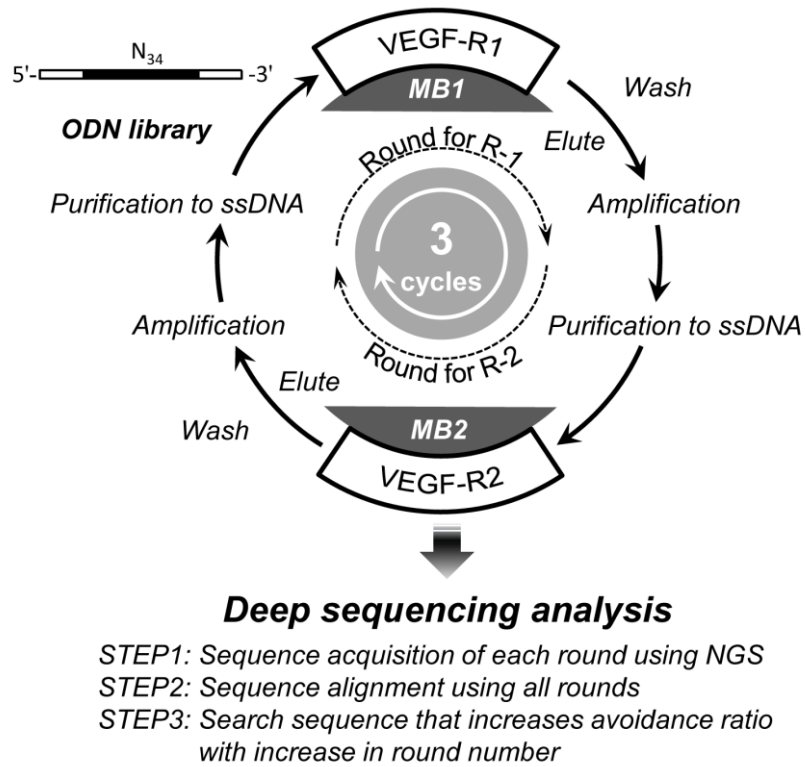 VEGF-R1
MB1
N34
5'-
-3'
ODN library
Wash
Elute
Round for R-1
Purification to ssDNA
Amplification
3
cycles
Amplification
Purification to ssDNA
Round for R-2
Elute
Wash
MB2
VEGF-R2
Deep sequencing analysis
STEP1: Sequence acquisition of each round using NGS
STEP2: Sequence alignment using all rounds
STEP3: Search sequence that increases avoidance ratio
with increase in round number